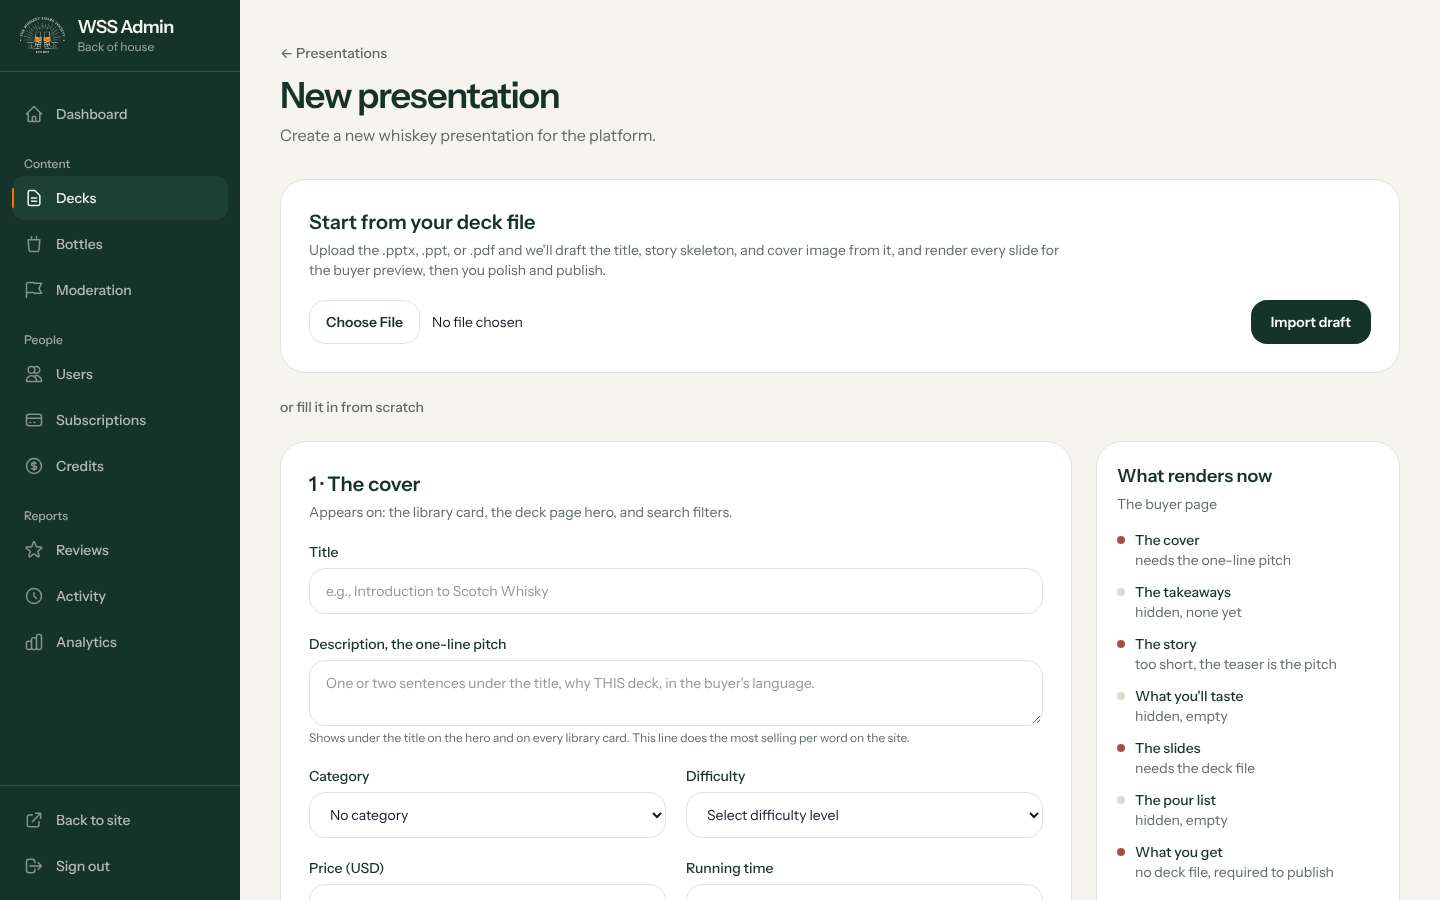 WSS Admin
Back of house
Dashboard
Content
Decks
Bottles
Moderation
People
Users
Subscriptions
Credits
Reports
Reviews
Activity
Analytics
Back to site
Sign out
← Presentations
New presentation
Create a new whiskey presentation for the platform.
Start from your deck file
Upload the .pptx, .ppt, or .pdf and we'll draft the title, story skeleton, and cover image from it, and render every slide for
the buyer preview, then you polish and publish.
Choose File No file chosen
Import draft
or fill it in from scratch
1 · The cover
Appears on: the library card, the deck page hero, and search filters.
Title
e.g., Introduction to Scotch Whisky
Description, the one-line pitch
One or two sentences under the title, why THIS deck, in the buyer's language.
Shows under the title on the hero and on every library card. This line does the most selling per word on the site.
Category
No category
Difficulty
Select difficulty level
Price (USD)
Running time
What renders now
The buyer page
The cover
needs the one-line pitch
The takeaways
hidden, none yet
The story
too short, the teaser is the pitch
What you'll taste
hidden, empty
The slides
needs the deck file
The pour list
hidden, empty
What you get
no deck file, required to publish